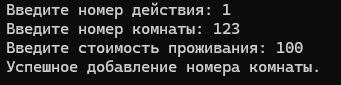 Введите номер действия: 1
Введите номер комнаты: 123
Введите стоимость проживания: 100
Успешное добавление номера комнаты.